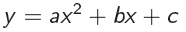 y = ax² + bx + c